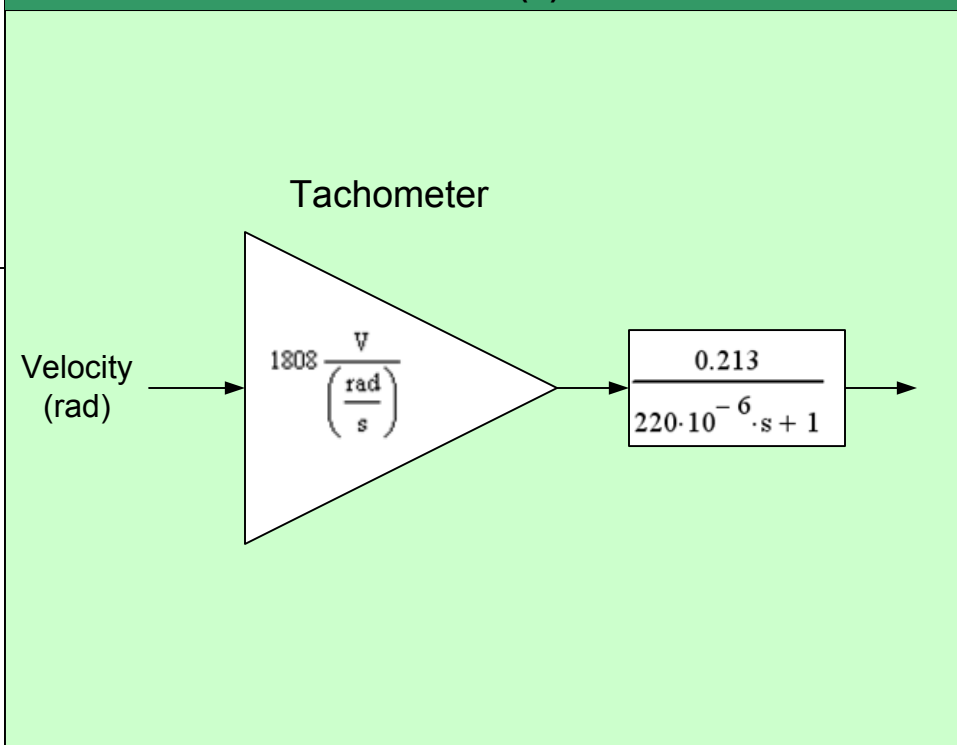 Tachometer
Velocity
(rad)
1808 V
(rad
s)
0.213
220·10⁻⁶·s + 1